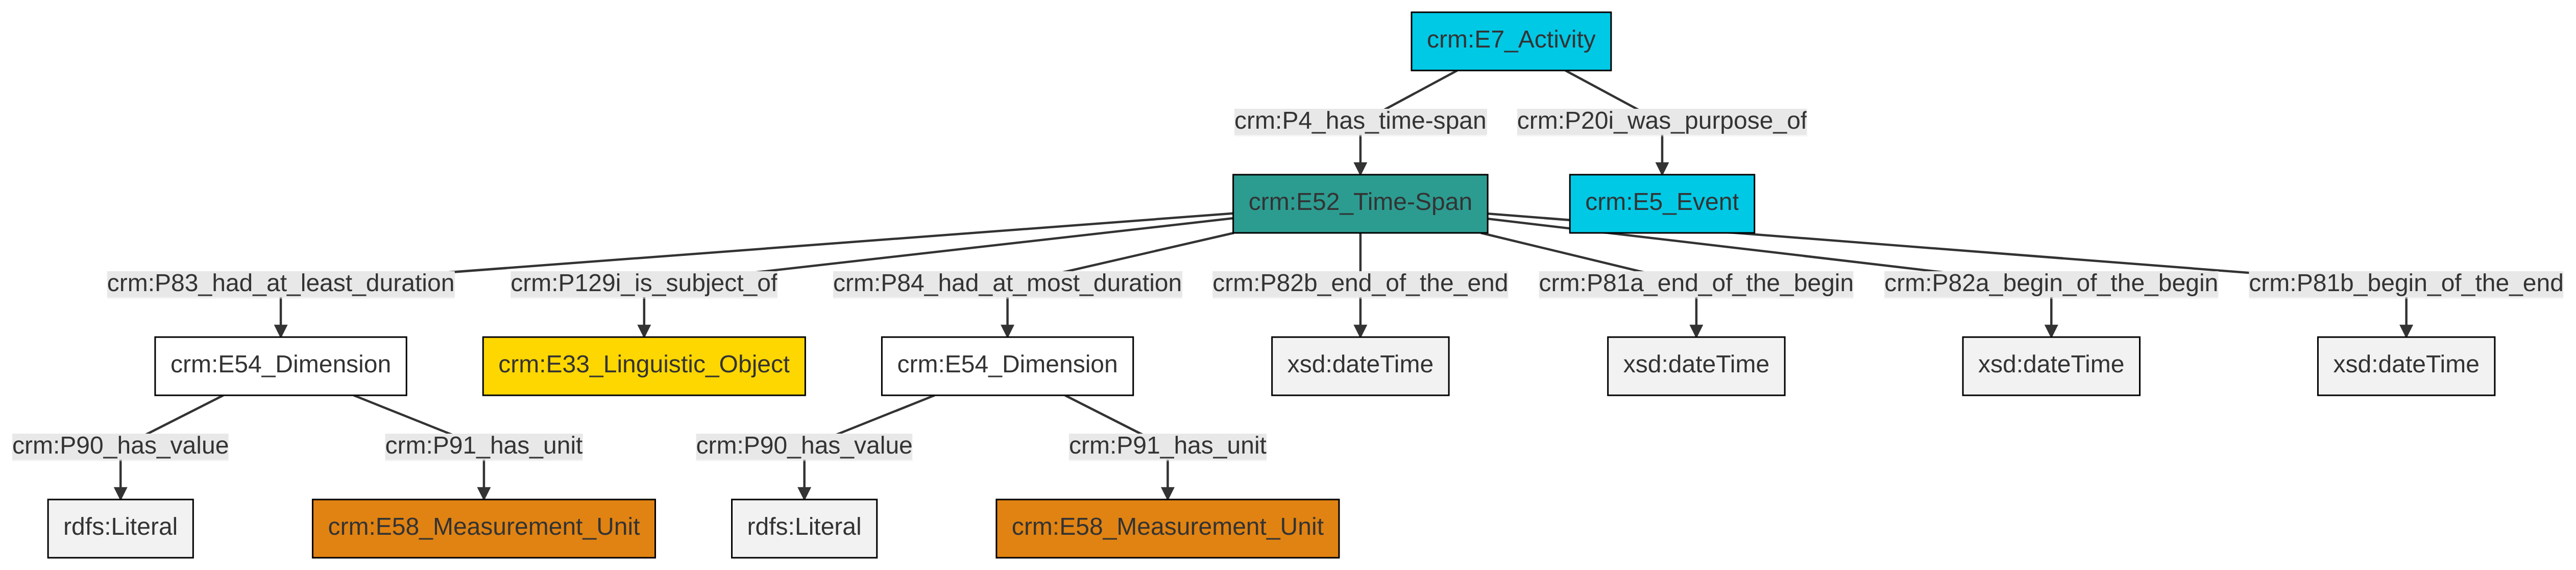 crm:E7_Activity
crm:P4_has_time-span
crm:P20i_was_purpose_of
crm:E52_Time-Span
crm:E5_Event
crm:P83_had_at_least_duration
crm:P129i_is_subject_of
crm:P84_had_at_most_duration
crm:P82b_end_of_the_end
crm:P81a_end_of_the_begin
crm:P82a_begin_of_the_begin
crm:P81b_begin_of_the_end
crm:E54_Dimension
crm:E33_Linguistic_Object
crm:E54_Dimension
xsd:dateTime
xsd:dateTime
xsd:dateTime
xsd:dateTime
crm:P90_has_value
crm:P91_has_unit
crm:P90_has_value
crm:P91_has_unit
rdfs:Literal
crm:E58_Measurement_Unit
rdfs:Literal
crm:E58_Measurement_Unit